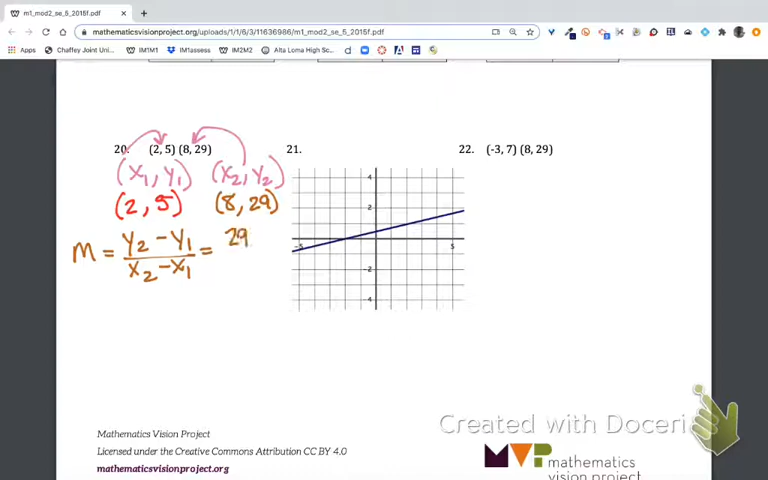 m1_mod2_se_5_2015f.pdf
mathematicsvisionproject.org/uploads/1/1/6/3/11636986/m1_mod2_se_5_2015f.pdf
Apps Chaffey Joint Uni... IM1M1 IM1assess IM2M2 Alta Loma High Sc...
20. (2, 5) (8, 29) 21. 22. (-3, 7) (8, 29)
(x₁, y₁) (x₂, y₂)
(2, 5) (8, 29)
M = y₂ - y₁ / x₂ - x₁ = 29
4
2
-5 5
-2
-4
Created with Doceri
Mathematics Vision Project
Licensed under the Creative Commons Attribution CC BY 4.0
mathematicsvisionproject.org
MVP mathematics
vision project